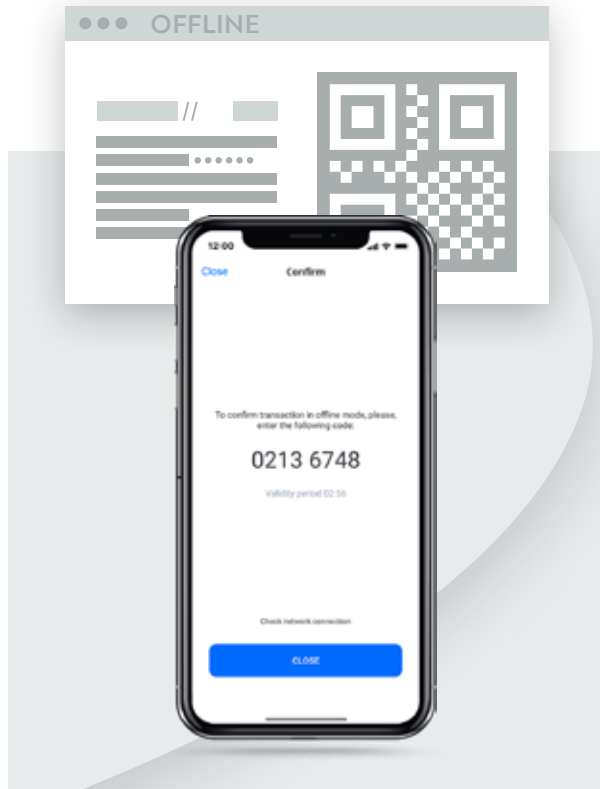 OFFLINE
//
12:00
Close Confirm
To confirm transaction in offline mode, please,
enter the following code:
0213 6748
Validity period 02:56
Check network connection
CLOSE